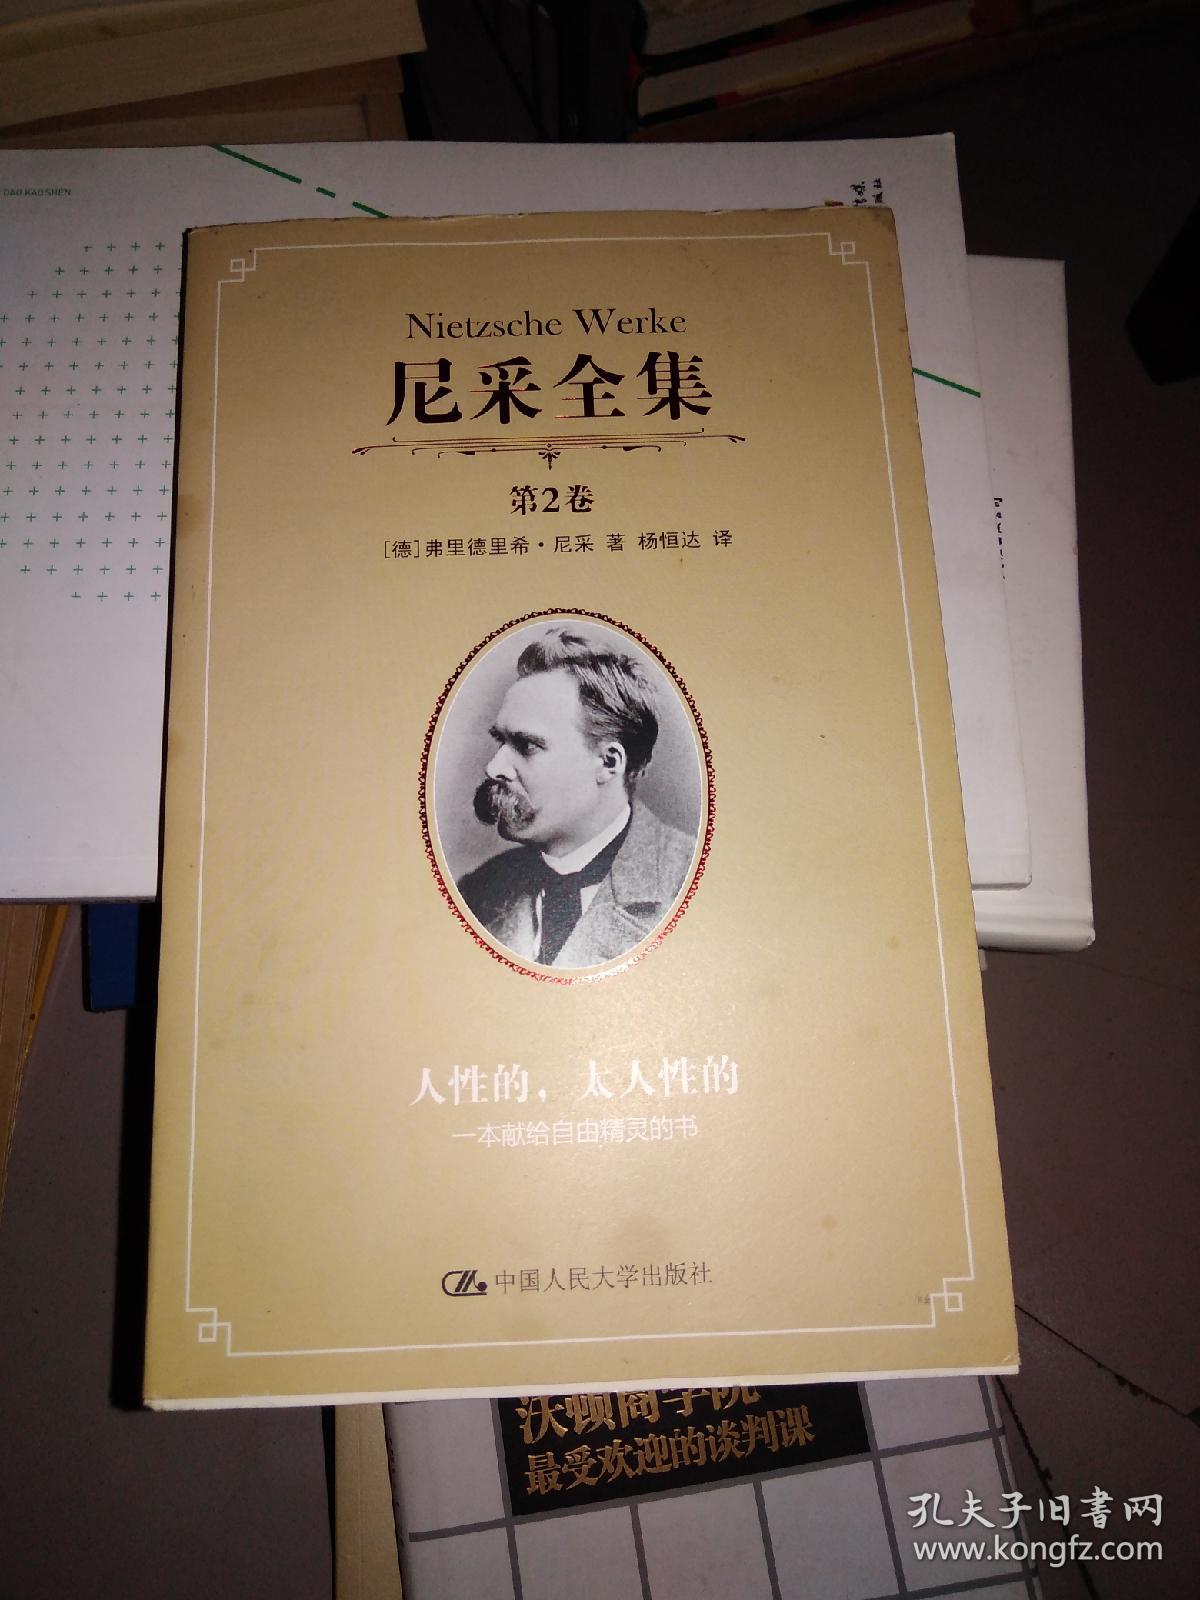 DAO KAO SHEN
Nietzsche Werke
尼采全集
第2卷
[德]弗里德里希·尼采 著 杨恒达 译
人性的，太人性的
一本献给自由精灵的书
中国人民大学出版社
沃顿商学院
最受欢迎的谈判课
孔夫子旧书网
www.kongfz.com